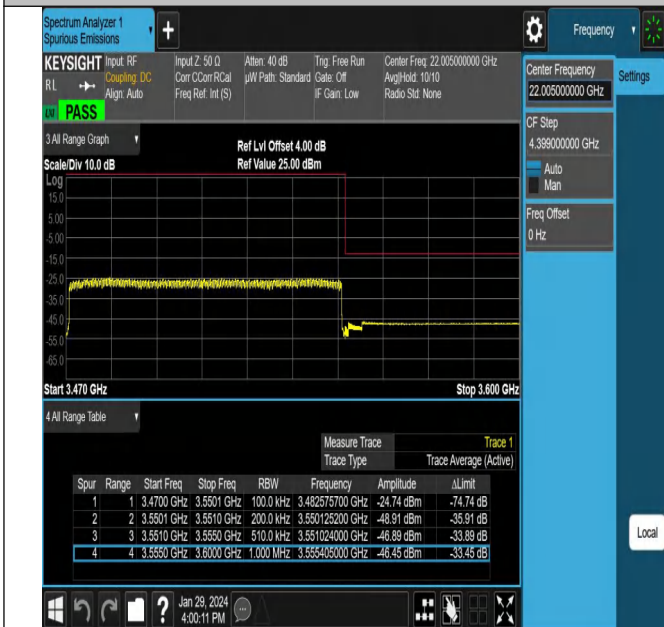 Spectrum Analyzer 1
Spurious Emissions
+
Frequency
KEYSIGHT Input: RF Input Z: 50 Ω Atten: 40 dB Trig: Free Run Center Freq: 22.005000000 GHz
RL Coupling: DC Corr CCorr RCal µW Path: Standard Gate: Off Avg|Hold: 10/10
Align: Auto Freq Ref: Int (S) IF Gain: Low Radio Std: None
PASS
Center Frequency
22.005000000 GHz
Settings
CF Step
4.399000000 GHz
Auto
Man
Freq Offset
0 Hz
3 All Range Graph
Ref Lvl Offset 4.00 dB
Scale/Div 10.0 dB Ref Value 25.00 dBm
Log
15.0
5.00
-5.00
-15.0
-25.0
-35.0
-45.0
-55.0
-65.0
Start 3.470 GHz Stop 3.600 GHz
4 All Range Table
Measure Trace Trace 1
Trace Type Trace Average (Active)
Spur Range Start Freq Stop Freq RBW Frequency Amplitude ΔLimit
1 1 3.4700 GHz 3.5501 GHz 100.0 kHz 3.482575700 GHz -24.74 dBm -74.74 dB
2 2 3.5501 GHz 3.5510 GHz 200.0 kHz 3.550125200 GHz -48.91 dBm -35.91 dB
3 3 3.5510 GHz 3.5550 GHz 510.0 kHz 3.551024000 GHz -46.89 dBm -33.89 dB
4 4 3.5550 GHz 3.6000 GHz 1.000 MHz 3.555405000 GHz -46.45 dBm -33.45 dB
Local
?
Jan 29, 2024
4:00:11 PM